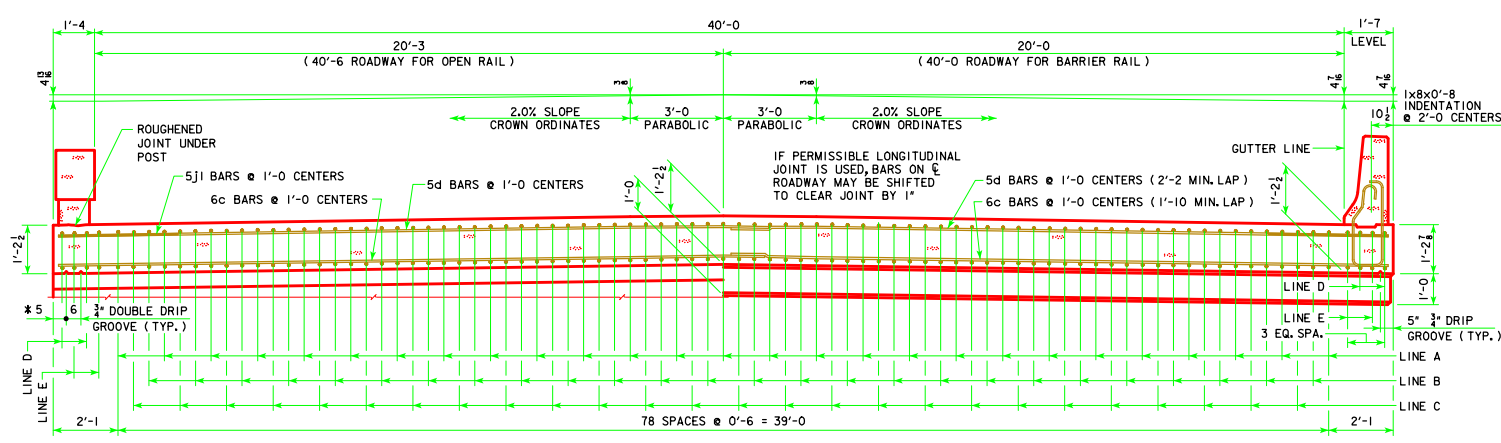 1'-4
40'-0
1'-7
LEVEL
20'-3
(40'-6 ROADWAY FOR OPEN RAIL)
20'-0
(40'-0 ROADWAY FOR BARRIER RAIL)
4 13/16
3/8
3/8
4 7/16
4 7/16
1x8x0'-8
INDENTATION
@ 2'-0 CENTERS
10 1/2
2.0% SLOPE
CROWN ORDINATES
3'-0
PARABOLIC
3'-0
PARABOLIC
2.0% SLOPE
CROWN ORDINATES
ROUGHENED
JOINT UNDER
POST
GUTTER LINE
IF PERMISSIBLE LONGITUDINAL
JOINT IS USED, BARS ON ℄
ROADWAY MAY BE SHIFTED
TO CLEAR JOINT BY 1"
5j1 BARS @ 1'-0 CENTERS
5d BARS @ 1'-0 CENTERS
6c BARS @ 1'-0 CENTERS
1'-0
1'-2 1/2
5d BARS @ 1'-0 CENTERS (2'-2 MIN. LAP)
6c BARS @ 1'-0 CENTERS (1'-10 MIN. LAP)
1'-2 1/2
1'-2 1/2
1'-2 7/8
1'-0
LINE D
* 5
6
3/4" DOUBLE DRIP
GROOVE (TYP.)
LINE E
3 EQ. SPA.
5" 3/4" DRIP
GROOVE (TYP.)
LINE D
LINE E
LINE A
LINE B
LINE C
2'-1
78 SPACES @ 0'-6 = 39'-0
2'-1